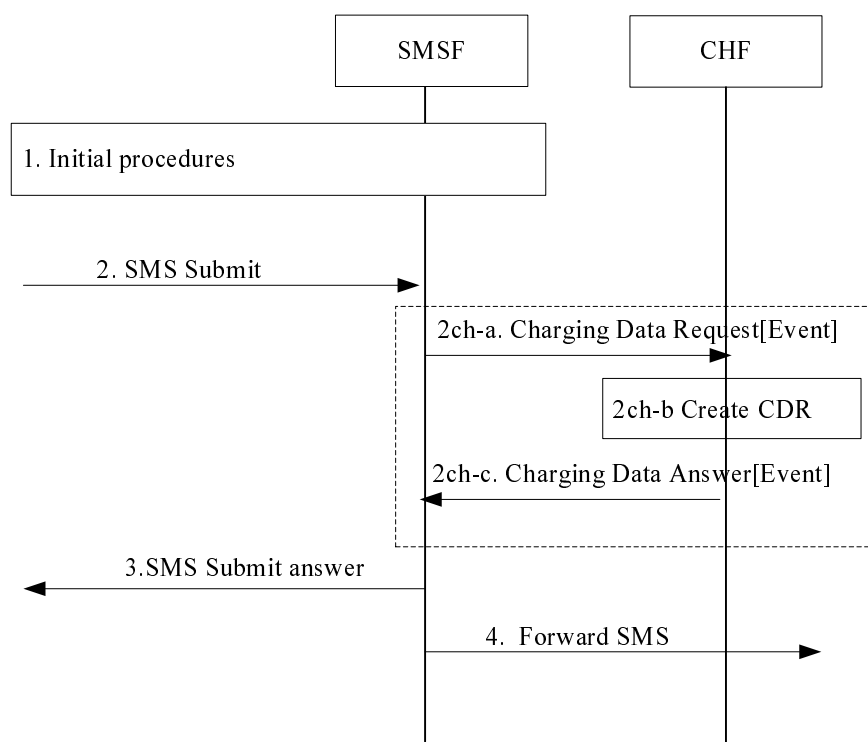 SMSF
CHF
1. Initial procedures
2. SMS Submit
2ch-a. Charging Data Request[Event]
2ch-b Create CDR
2ch-c. Charging Data Answer[Event]
3.SMS Submit answer
4. Forward SMS